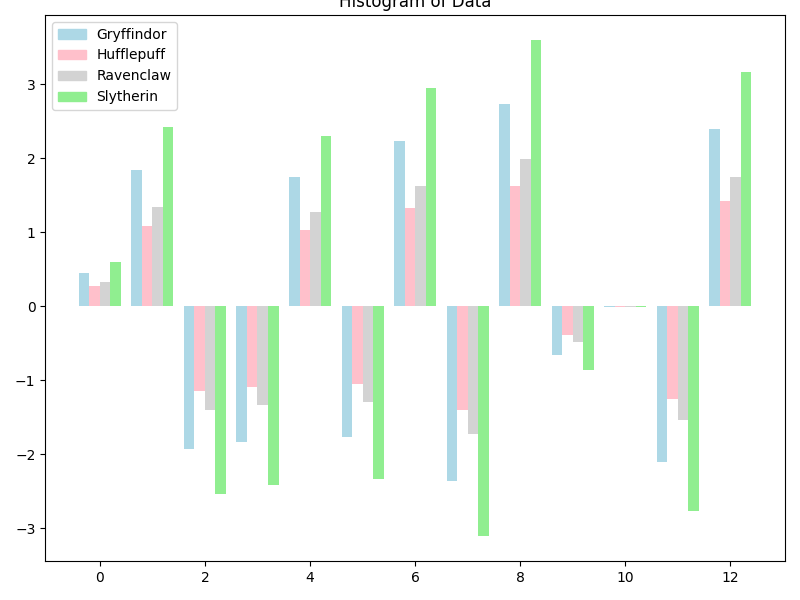 Histogram of Data
Gryffindor
Hufflepuff
Ravenclaw
Slytherin
3
2
1
0
−1
−2
−3
0 2 4 6 8 10 12